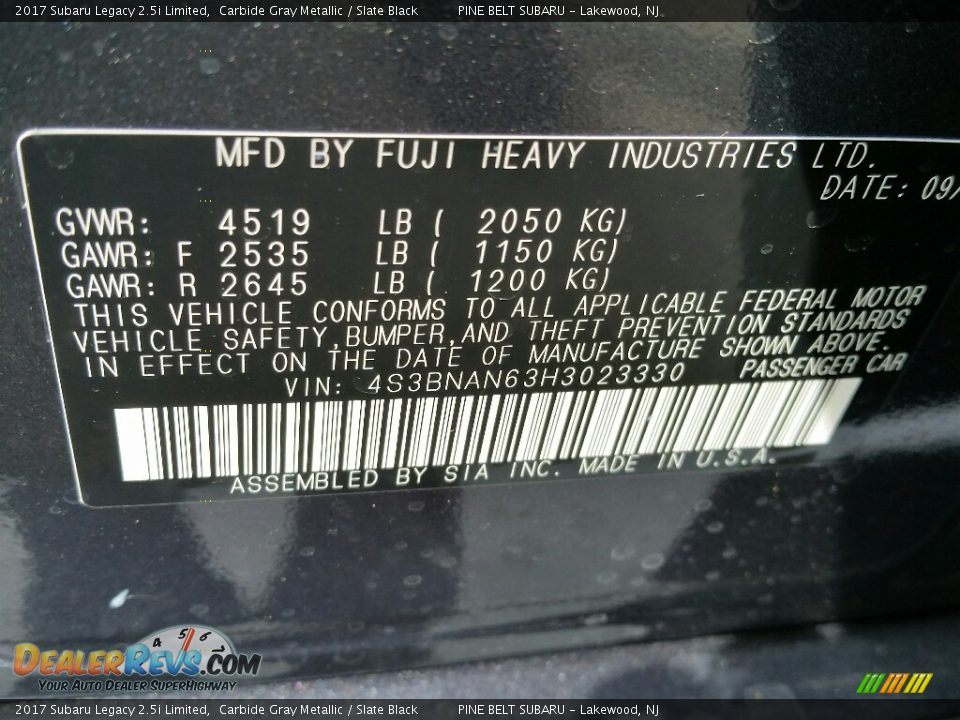 2017 Subaru Legacy 2.5i Limited, Carbide Gray Metallic / Slate Black PINE BELT SUBARU - Lakewood, NJ
MFD BY FUJI HEAVY INDUSTRIES LTD.
DATE: 09/
GVWR: 4519 LB ( 2050 KG)
GAWR: F 2535 LB ( 1150 KG)
GAWR: R 2645 LB ( 1200 KG)
THIS VEHICLE CONFORMS TO ALL APPLICABLE FEDERAL MOTOR
VEHICLE SAFETY, BUMPER, AND THEFT PREVENTION STANDARDS
IN EFFECT ON THE DATE OF MANUFACTURE SHOWN ABOVE.
VIN: 4S3BNAN63H3023330 PASSENGER CAR
ASSEMBLED BY SIA INC. MADE IN U.S.A.
4 5 6 7
DEALERREVS.COM
YOUR AUTO DEALER SUPERHIGHWAY
2017 Subaru Legacy 2.5i Limited, Carbide Gray Metallic / Slate Black PINE BELT SUBARU - Lakewood, NJ